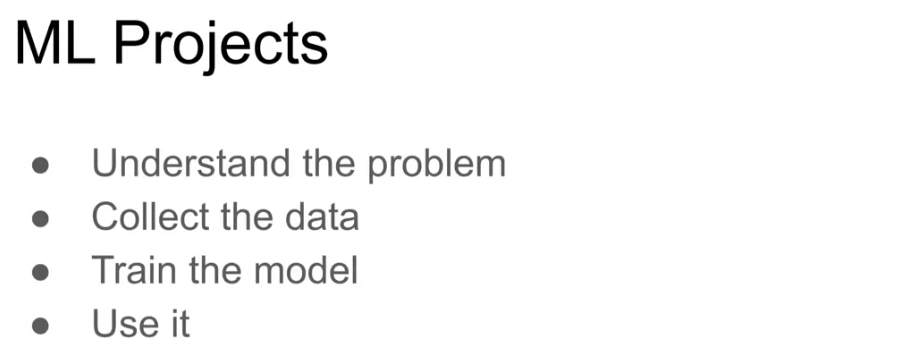 ML Projects
● Understand the problem
● Collect the data
● Train the model
● Use it